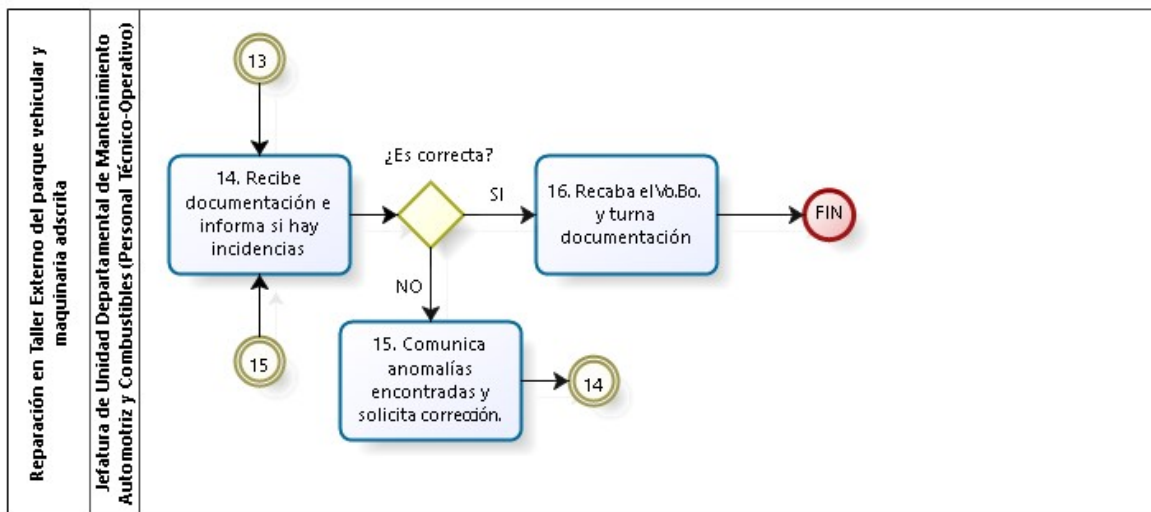 Reparación en Taller Externo del parque vehicular y
maquinaria adscrita
Jefatura de Unidad Departamental de Mantenimiento
Automotriz y Combustibles (Personal Técnico-Operativo)
13
14. Recibe
documentación e
informa si hay
incidencias
15
¿Es correcta?
SI
NO
16. Recaba el Vo.Bo.
y turna
documentación
FIN
15. Comunica
anomalías
encontradas y
solicita corrección.
14